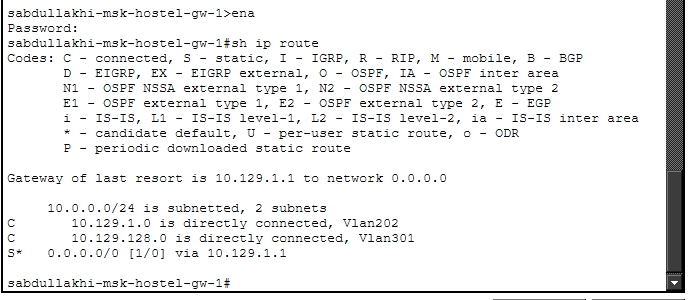 sabdullakhi-msk-hostel-gw-1>ena
Password:
sabdullakhi-msk-hostel-gw-1#sh ip route
Codes: C - connected, S - static, I - IGRP, R - RIP, M - mobile, B - BGP
D - EIGRP, EX - EIGRP external, O - OSPF, IA - OSPF inter area
N1 - OSPF NSSA external type 1, N2 - OSPF NSSA external type 2
E1 - OSPF external type 1, E2 - OSPF external type 2, E - EGP
i - IS-IS, L1 - IS-IS level-1, L2 - IS-IS level-2, ia - IS-IS inter area
* - candidate default, U - per-user static route, o - ODR
P - periodic downloaded static route
Gateway of last resort is 10.129.1.1 to network 0.0.0.0
10.0.0.0/24 is subnetted, 2 subnets
C 10.129.1.0 is directly connected, Vlan202
C 10.129.128.0 is directly connected, Vlan301
S* 0.0.0.0/0 [1/0] via 10.129.1.1
sabdullakhi-msk-hostel-gw-1#